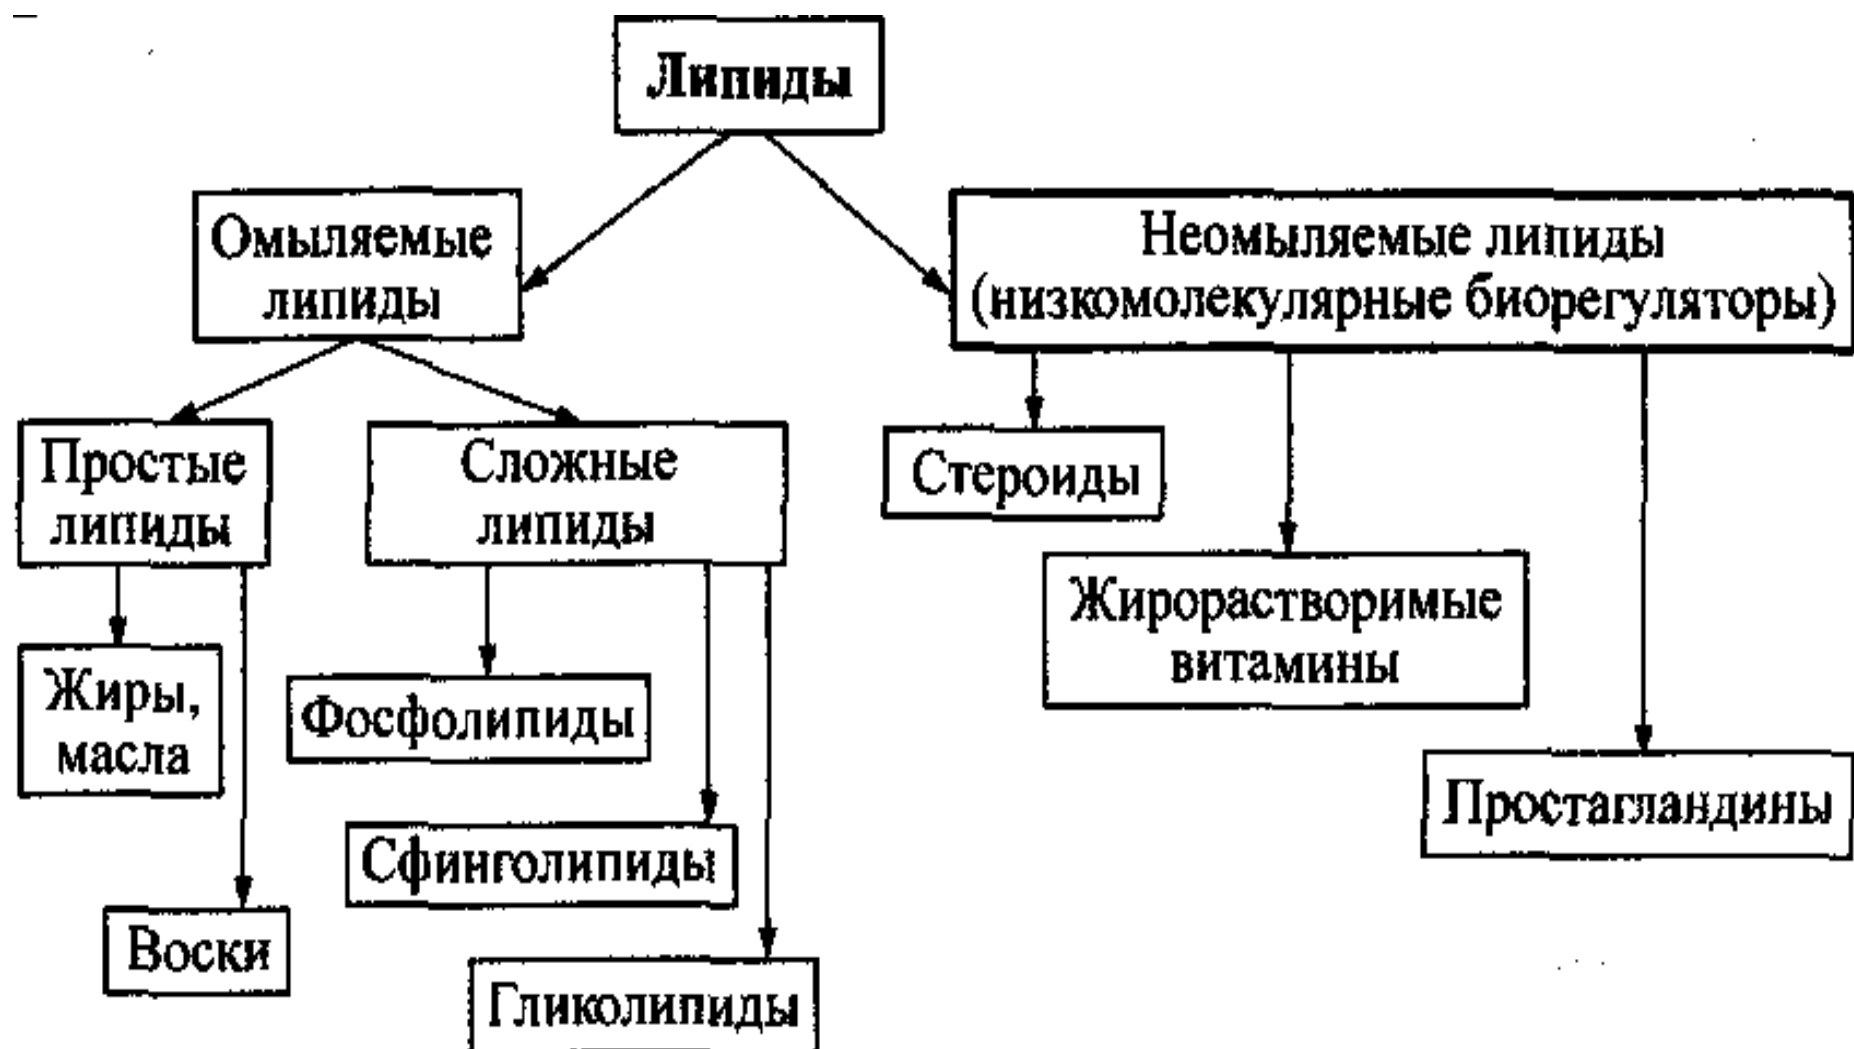 Липиды
Омыляемые
липиды
Неомыляемые липиды
(низкомолекулярные биорегуляторы)
Простые
липиды
Сложные
липиды
Стероиды
Жирорастворимые
витамины
Жиры,
масла
Фосфолипиды
Простагландины
Сфинголипиды
Воски
Гликолипиды